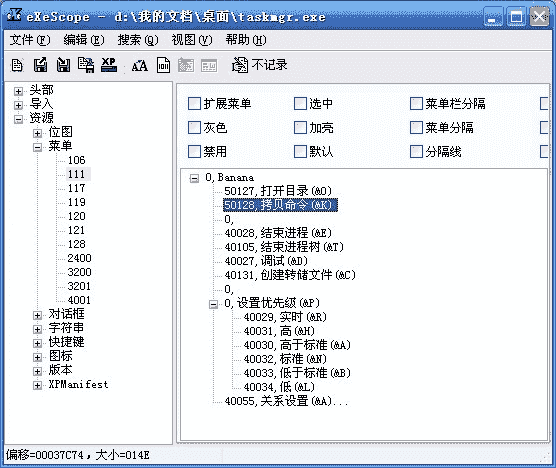 eXeScope - d:\我的文档\桌面\taskmgr.exe
文件(F) 编辑(E) 搜索(Q) 视图(V) 帮助(H)
XP AA 不记录
头部
导入
资源
位图
菜单
106
111
117
119
120
121
128
2400
3200
3201
4001
对话框
字符串
快捷键
图标
版本
XPManifest
扩展菜单 选中 菜单栏分隔
灰色 加亮 菜单分隔
禁用 默认 分隔线
0,Banana
50127,打开目录(&O)
50128,拷贝命令(&K)
0,
40028,结束进程(&E)
40105,结束进程树(&T)
40027,调试(&D)
40131,创建转储文件(&C)
0,
0,设置优先级(&P)
40029,实时(&R)
40031,高(&H)
40030,高于标准(&A)
40032,标准(&N)
40033,低于标准(&B)
40034,低(&L)
40055,关系设置(&A)...
偏移=00037C74,大小=014E